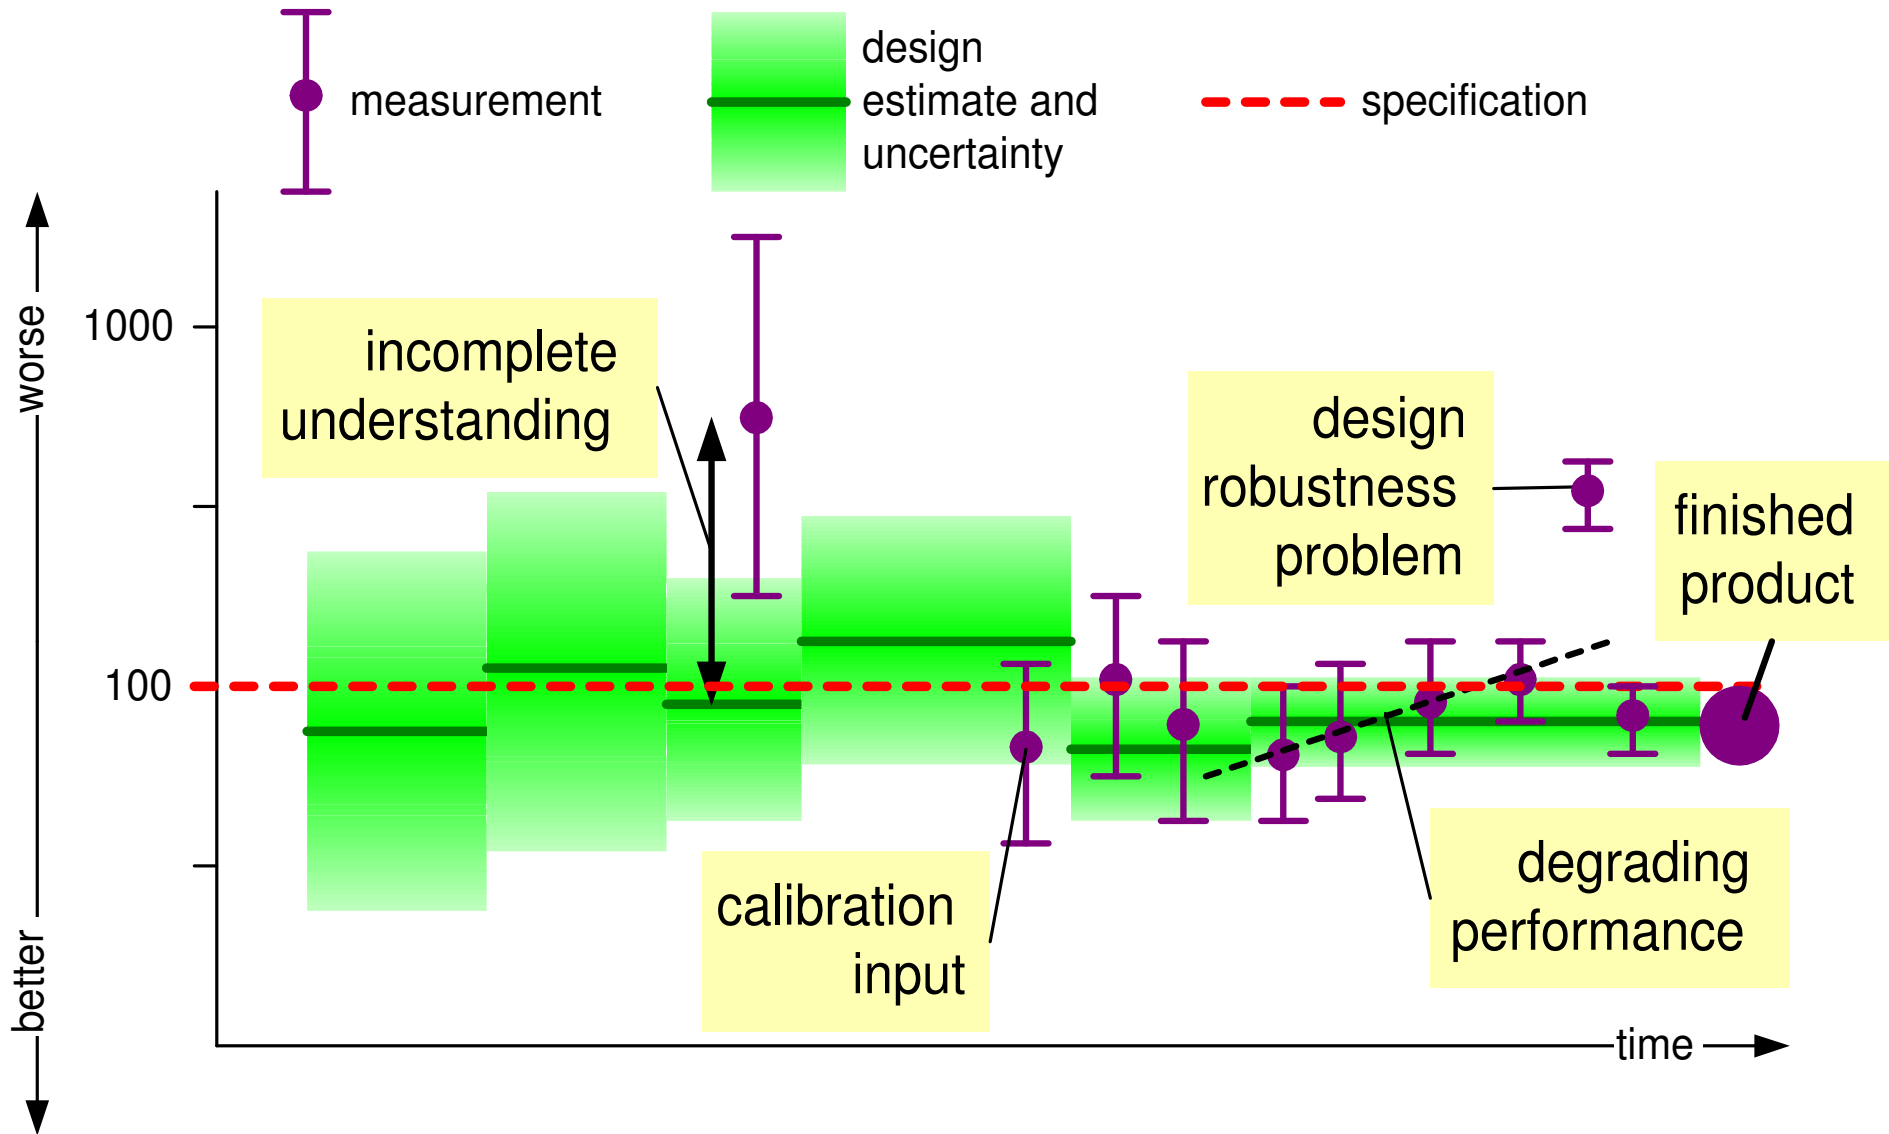 measurement
design
estimate and
uncertainty
specification
worse
better
1000
100
incomplete
understanding
design
robustness
problem
finished
product
calibration
input
degrading
performance
time